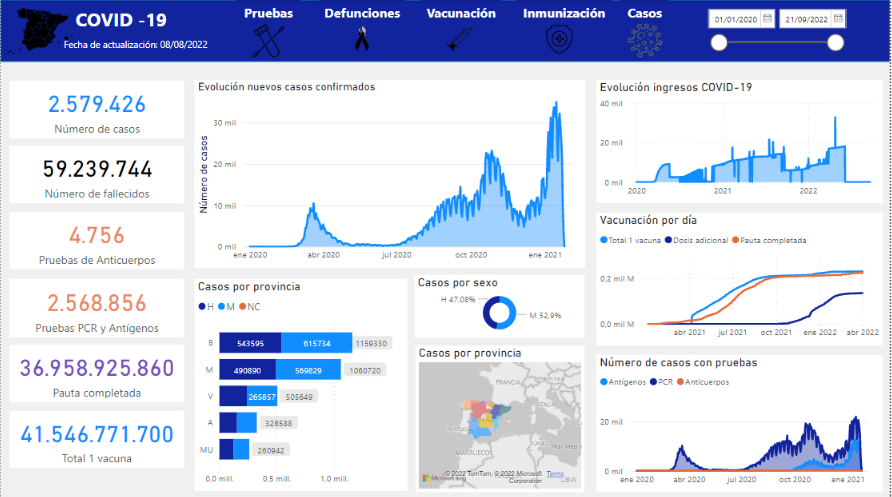 COVID -19
Fecha de actualización: 08/08/2022
Pruebas
Defunciones
Vacunación
Inmunización
Casos
01/01/2020
21/09/2022
2.579.426
Número de casos
59.239.744
Número de fallecidos
4.756
Pruebas de Anticuerpos
2.568.856
Pruebas PCR y Antígenos
36.958.925.860
Pauta completada
41.546.771.700
Total 1 vacuna
Evolución nuevos casos confirmados
Número de casos
30 mil
20 mil
10 mil
0 mil
ene 2020
abr 2020
jul 2020
oct 2020
ene 2021
Casos por provincia
H
M
NC
B
543595
615734
1159330
M
490890
569829
1060720
V
265857
505649
A
326588
MU
260942
0,0 mill.
0,5 mill.
1,0 mill.
Casos por sexo
H 47,08%
M 52,9%
Casos por provincia
FRANCIA
ITALIA
PORTUGAL
MARRUECOS
Microsoft Bing
© 2022 TomTom, © 2022 Microsoft Corporation
Terms
Evolución ingresos COVID-19
40 mil
20 mil
0 mil
2020
2021
2022
Vacunación por día
Total 1 vacuna
Dosis adicional
Pauta completada
0,2 mil M
0,0 mil M
abr 2021
jul 2021
oct 2021
ene 2022
abr 2022
Número de casos con pruebas
Antígenos
PCR
Anticuerpos
20 mil
0 mil
ene 2020
abr 2020
jul 2020
oct 2020
ene 2021